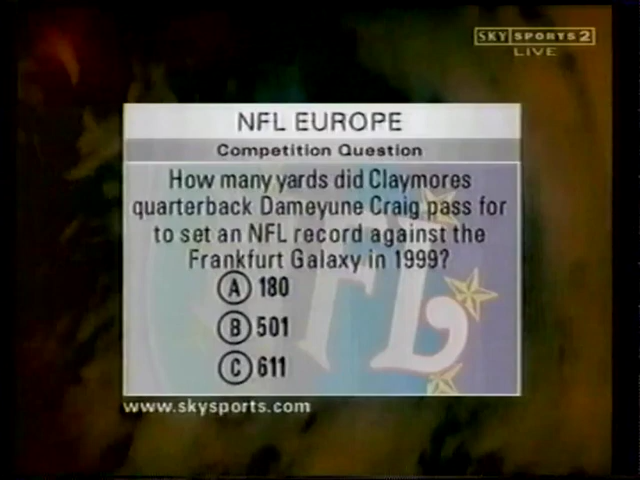 SKY SPORTS 2
LIVE
NFL EUROPE
Competition Question
How many yards did Claymores
quarterback Dameyune Craig pass for
to set an NFL record against the
Frankfurt Galaxy in 1999?
A 180
B 501
C 611
NFL
www.skysports.com